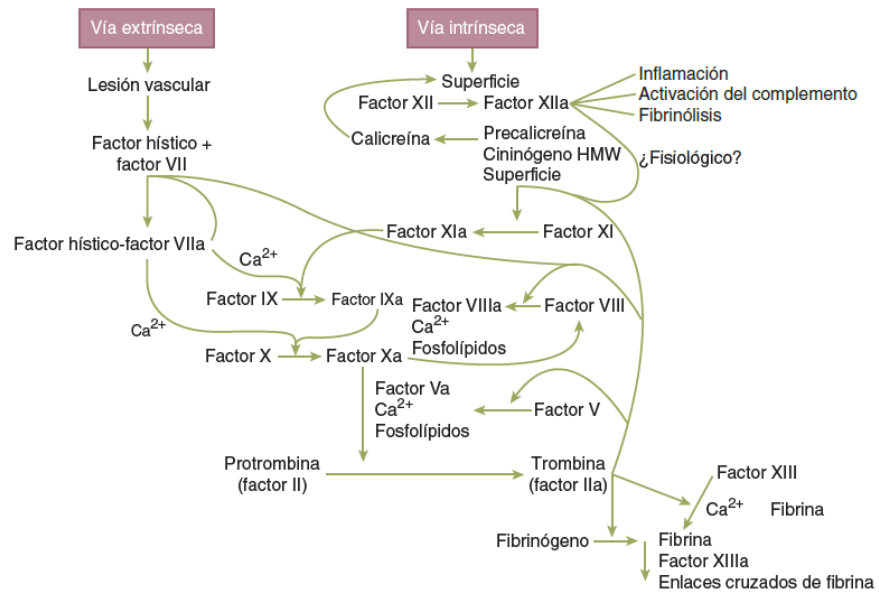 Vía extrínseca
Vía intrínseca
Lesión vascular
Superficie
Factor XII
Factor XIIa
Inflamación
Activación del complemento
Fibrinólisis
Calicreína
Precalicreína
Cininógeno HMW
Superficie
¿Fisiológico?
Factor hístico +
factor VII
Factor XIa
Factor XI
Factor hístico-factor VIIa
Ca2+
Factor IX
Factor IXa
Factor VIIIa
Ca2+
Fosfolípidos
Factor VIII
Ca2+
Factor X
Factor Xa
Factor Va
Ca2+
Fosfolípidos
Factor V
Protrombina
(factor II)
Trombina
(factor IIa)
Factor XIII
Ca2+
Fibrina
Fibrinógeno
Fibrina
Factor XIIIa
Enlaces cruzados de fibrina